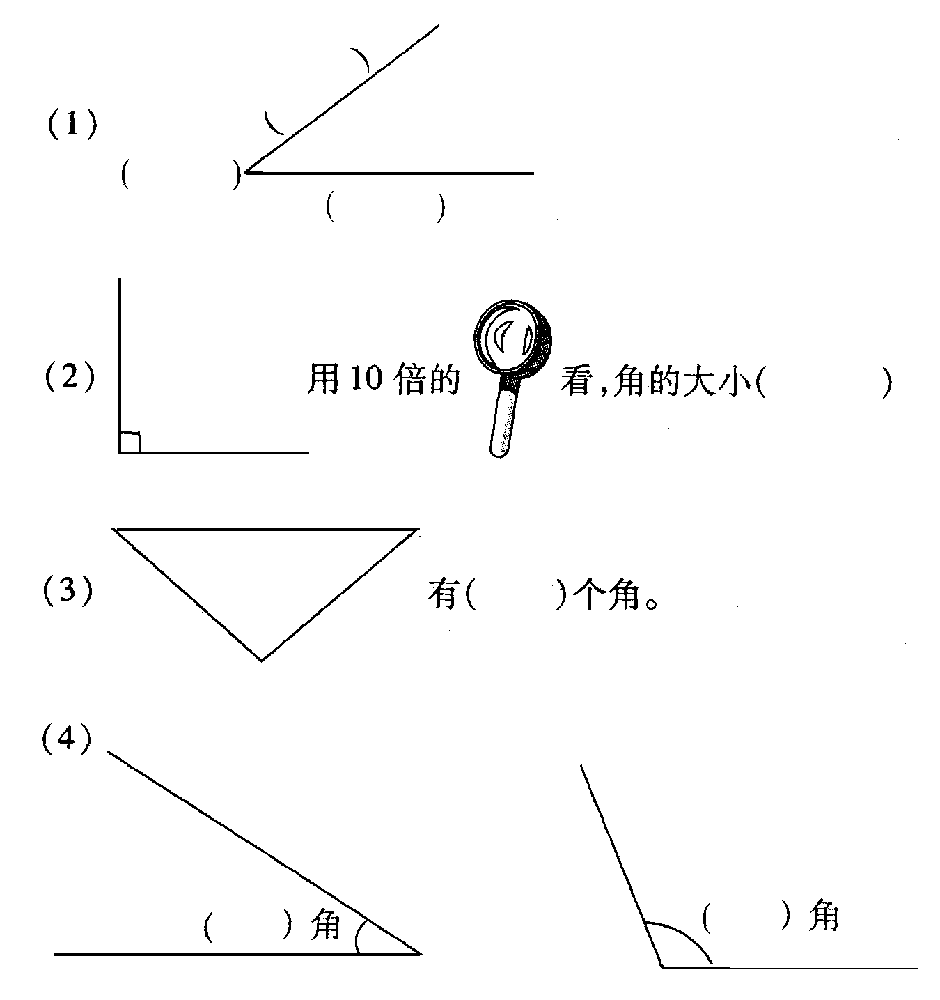 (1)
(    )
(    )
(    )
(2) 用10倍的 看,角的大小(    )
(3) 有(    )个角。
(4)
(    )角 (    )角